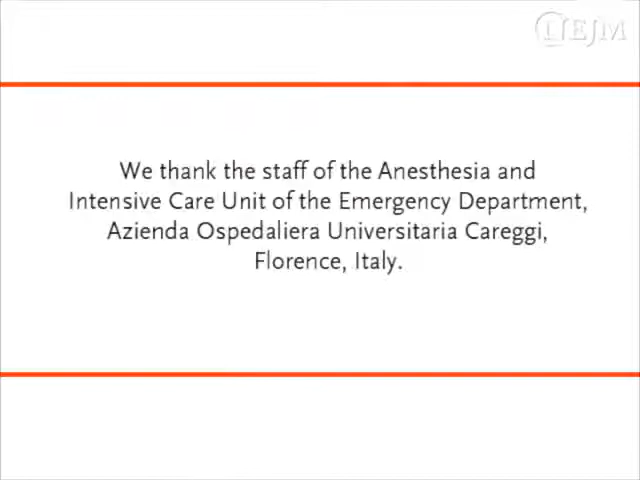 We thank the staff of the Anesthesia and
Intensive Care Unit of the Emergency Department,
Azienda Ospedaliera Universitaria Careggi,
Florence, Italy.